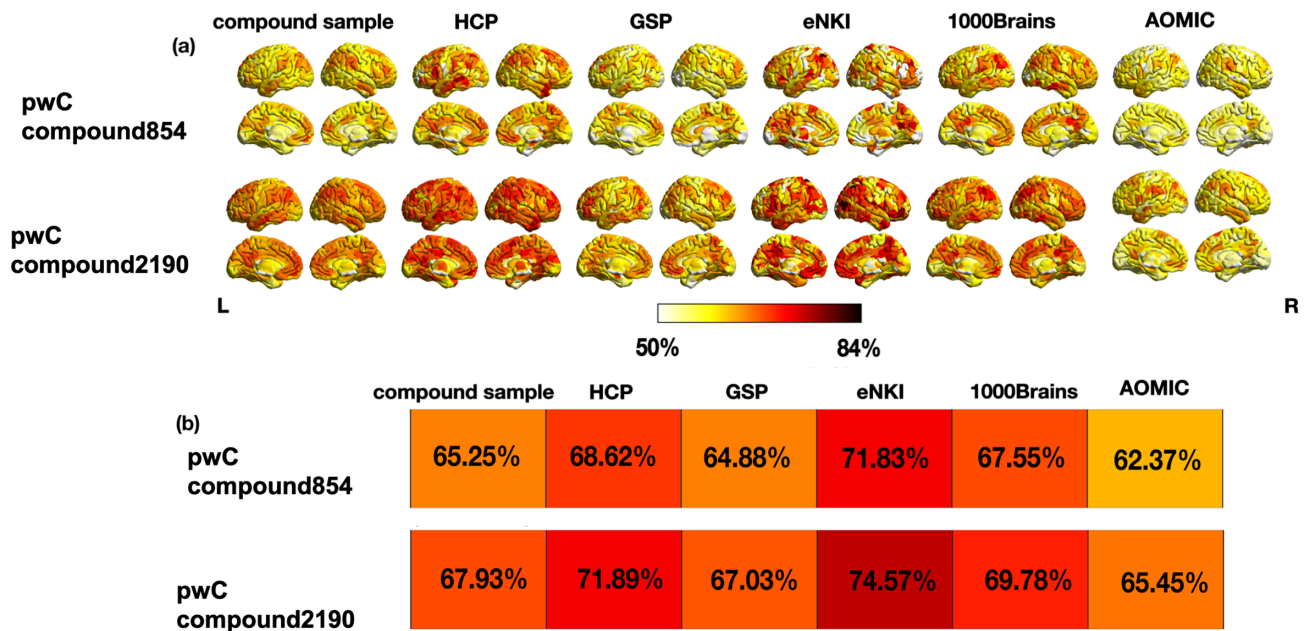 compound sample HCP GSP eNKI 1000Brains AOMIC
(a)
pwC
compound854
pwC
compound2190
L R
50% 84%
compound sample HCP GSP eNKI 1000Brains AOMIC
(b)
pwC
compound854
65.25% 68.62% 64.88% 71.83% 67.55% 62.37%
pwC
compound2190
67.93% 71.89% 67.03% 74.57% 69.78% 65.45%